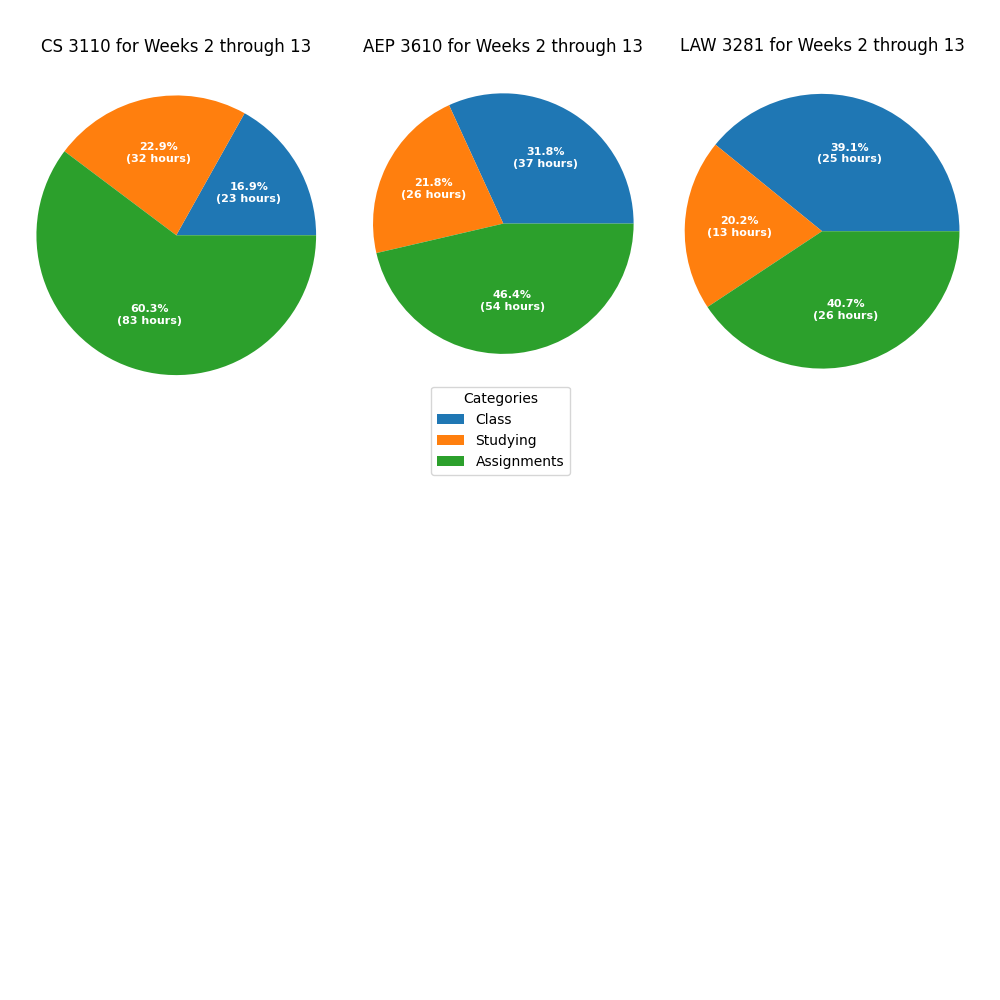 CS 3110 for Weeks 2 through 13
22.9%
(32 hours)
16.9%
(23 hours)
60.3%
(83 hours)
AEP 3610 for Weeks 2 through 13
31.8%
(37 hours)
21.8%
(26 hours)
46.4%
(54 hours)
LAW 3281 for Weeks 2 through 13
39.1%
(25 hours)
20.2%
(13 hours)
40.7%
(26 hours)
Categories
Class
Studying
Assignments